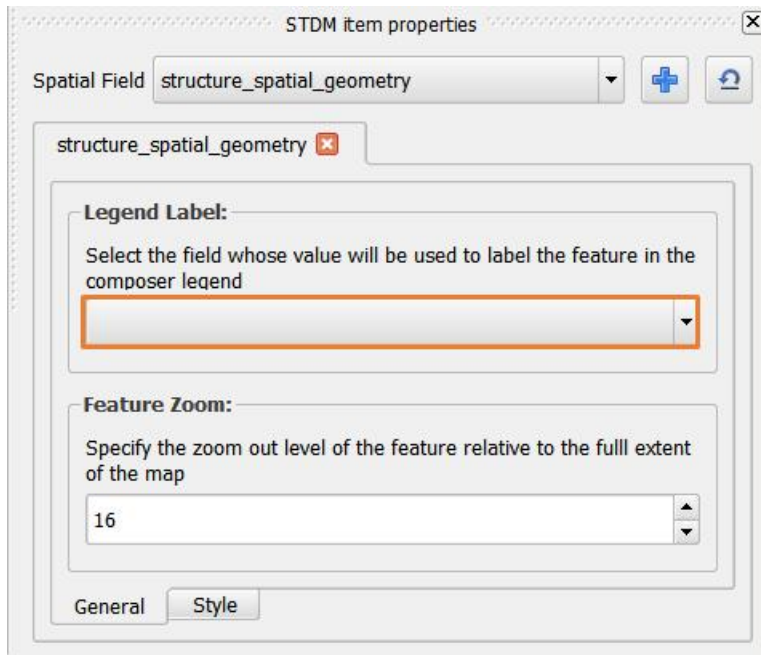 STDM item properties
Spatial Field structure_spatial_geometry
structure_spatial_geometry
Legend Label:
Select the field whose value will be used to label the feature in the
composer legend
Feature Zoom:
Specify the zoom out level of the feature relative to the fulll extent
of the map
16
General Style